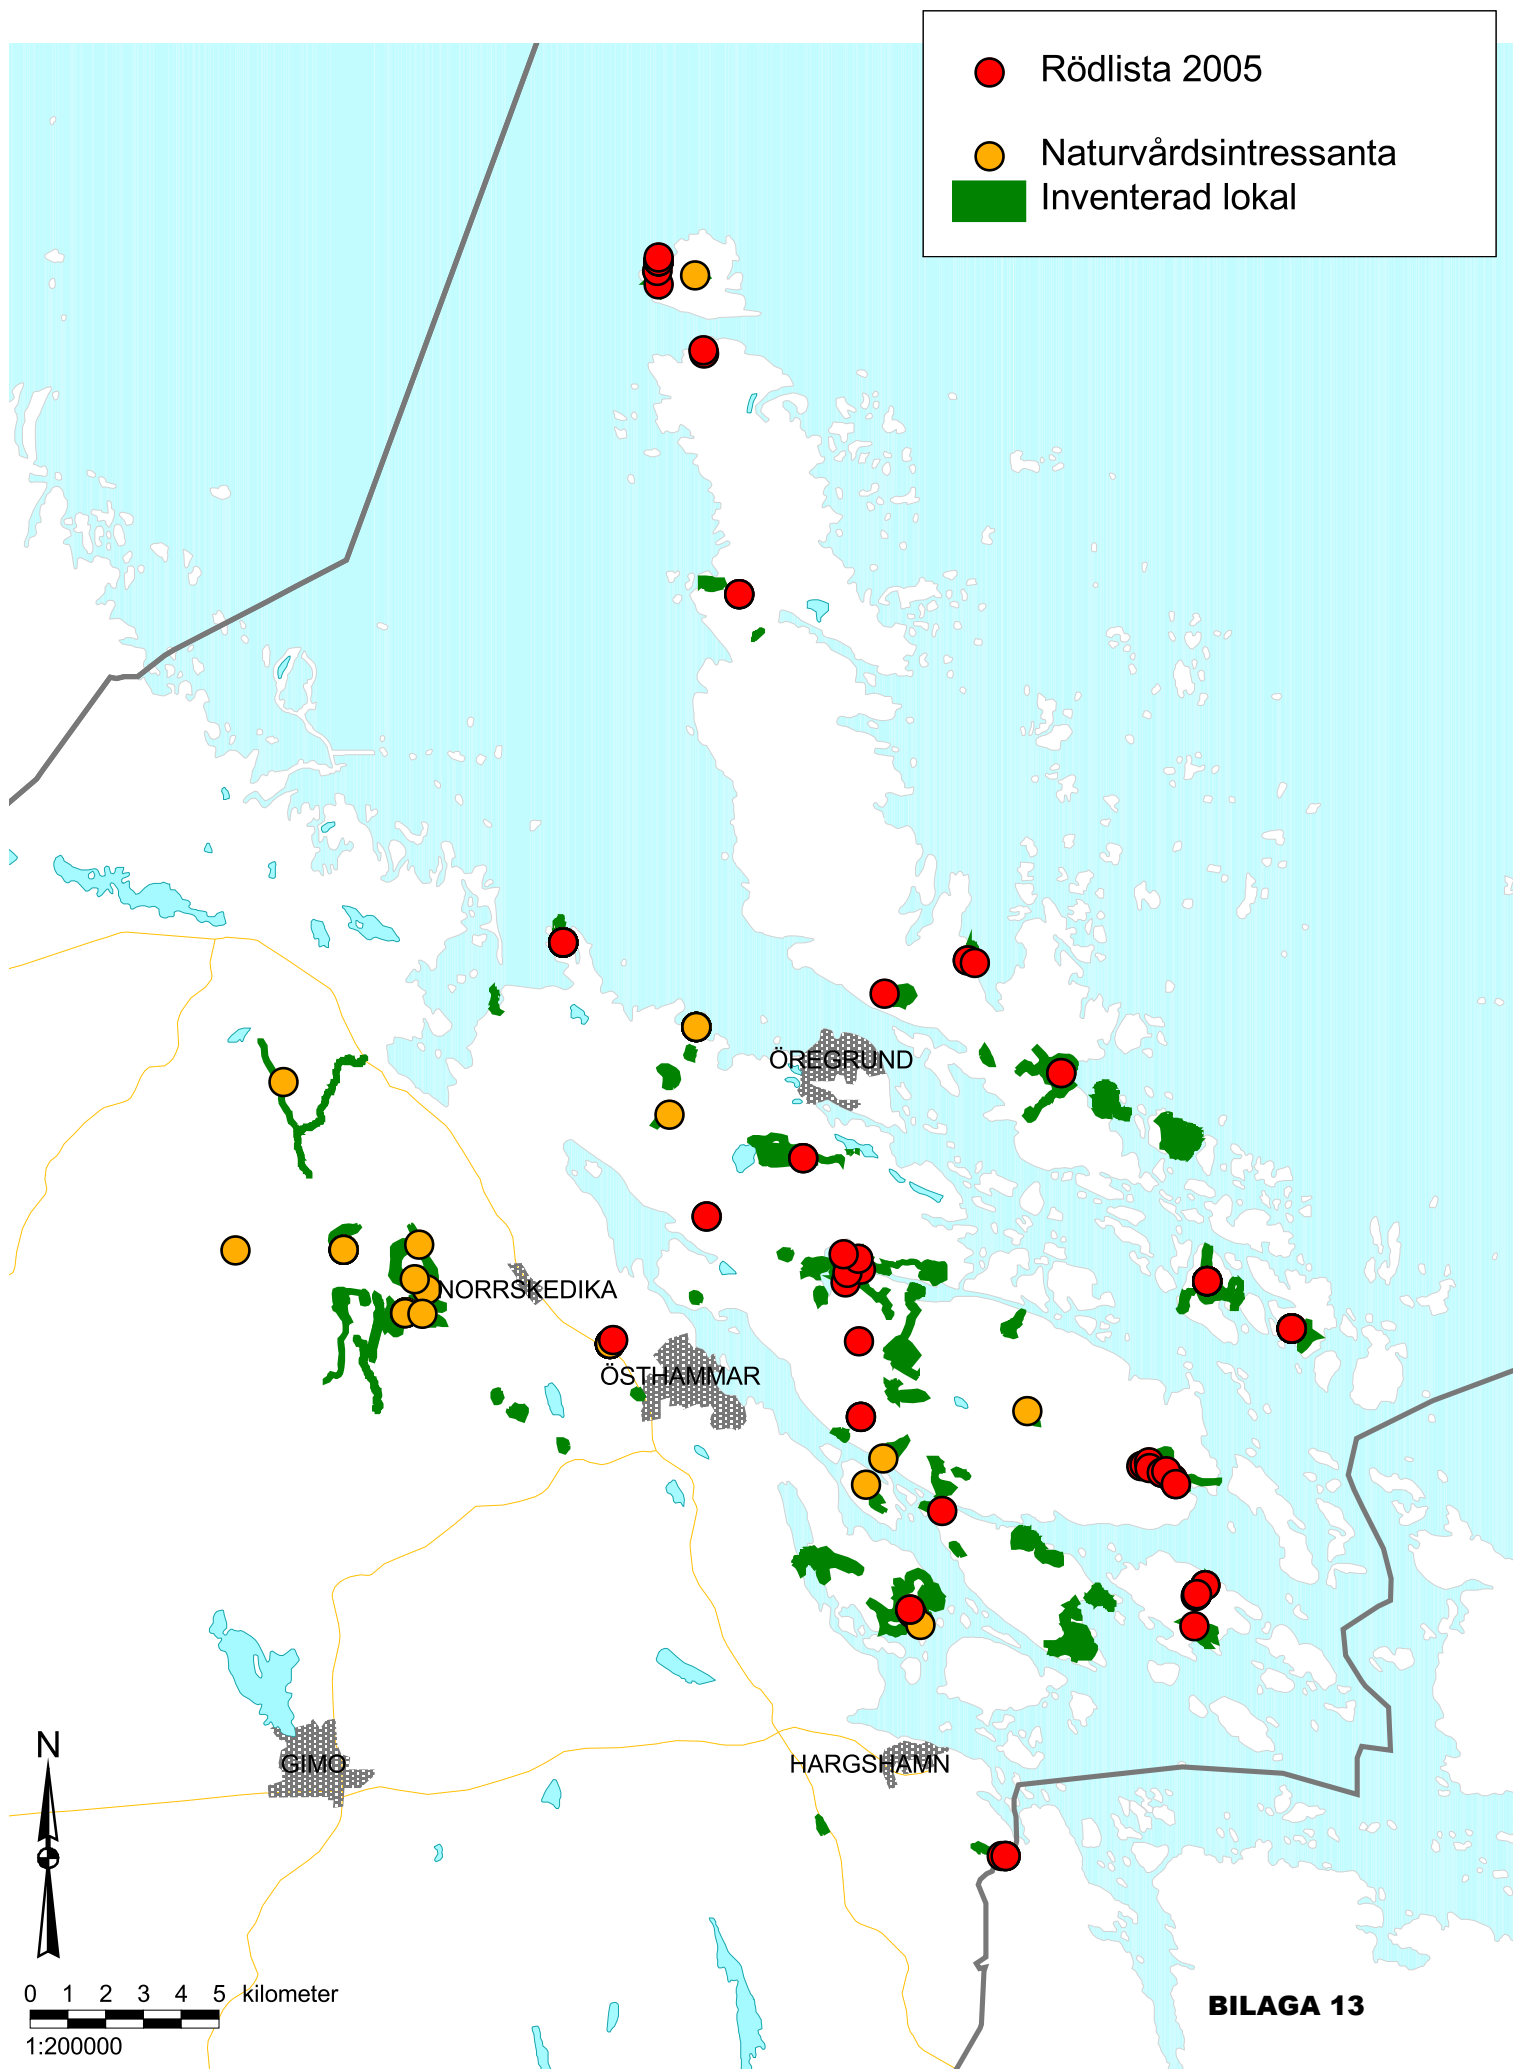 Rödlista 2005
Naturvårdsintressanta
Inventerad lokal
ÖREGRUND
NORRSKEDIKA
ÖSTHAMMAR
N
GIMO
HARGSHAMN
0 1 2 3 4 5 kilometer
1:200000
BILAGA 13